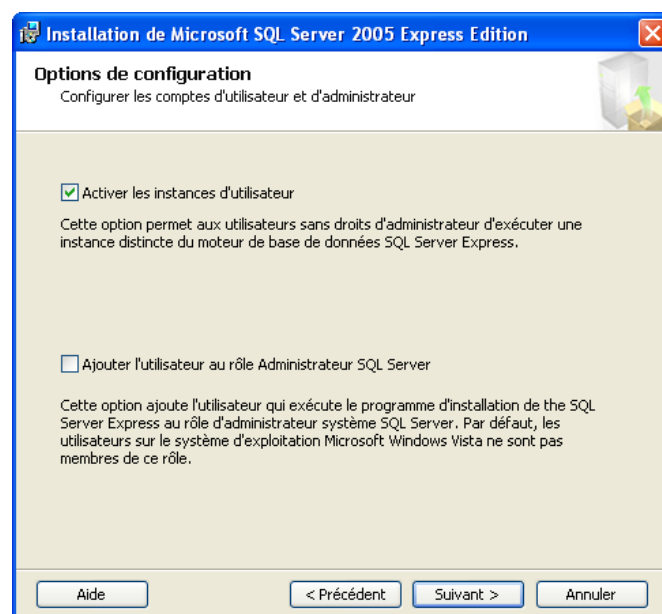 Installation de Microsoft SQL Server 2005 Express Edition
Options de configuration
Configurer les comptes d'utilisateur et d'administrateur
Activer les instances d'utilisateur
Cette option permet aux utilisateurs sans droits d'administrateur d'exécuter une
instance distincte du moteur de base de données SQL Server Express.
Ajouter l'utilisateur au rôle Administrateur SQL Server
Cette option ajoute l'utilisateur qui exécute le programme d'installation de the SQL
Server Express au rôle d'administrateur système SQL Server. Par défaut, les
utilisateurs sur le système d'exploitation Microsoft Windows Vista ne sont pas
membres de ce rôle.
Aide
< Précédent
Suivant >
Annuler